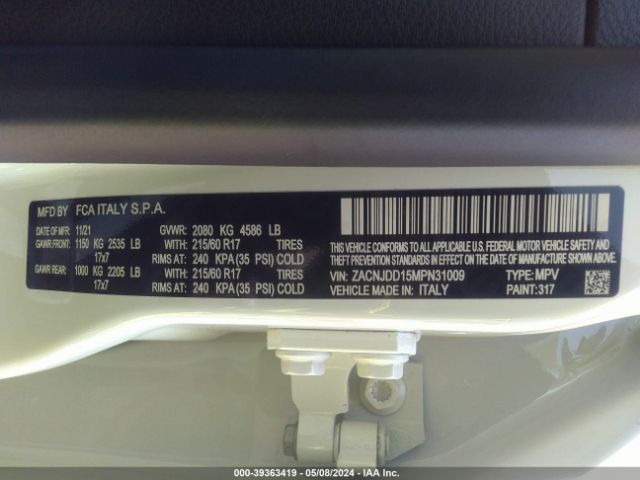 MFD BY FCA ITALY S.P.A.
DATE OF MFR: 11/21 GVWR: 2080 KG 4586 LB
GAWR FRONT: 1150 KG 2535 LB WITH: 215/60 R17 TIRES
17x7 RIMS AT: 240 KPA(35 PSI) COLD
GAWR REAR: 1000 KG 2205 LB WITH: 215/60 R17 TIRES
17x7 RIMS AT: 240 KPA(35 PSI) COLD
THIS VEHICLE CONFORMS TO ALL APPLICABLE U.S. FEDERAL MOTOR VEHICLE SAFETY, BUMPER AND
THEFT PREVENTION STANDARDS IN EFFECT ON THE DATE OF MANUFACTURE SHOWN ABOVE.
VIN: ZACNJDD15MPN31009 TYPE: MPV
VEHICLE MADE IN: ITALY PAINT: 317
000-39363419 - 05/08/2024 - IAA Inc.